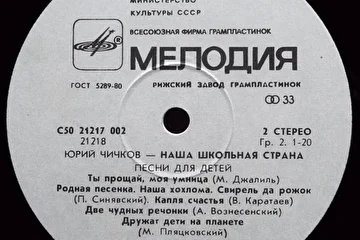 МИНИСТЕРСТВО
КУЛЬТУРЫ СССР
ВСЕСОЮЗНАЯ ФИРМА ГРАМПЛАСТИНОК
МЕЛОДИЯ
ГОСТ 5289-80 РИЖСКИЙ ЗАВОД ГРАМПЛАСТИНОК 33
С50 21217 002 2 СТЕРЕО
21218 Гр. 2. 1-20
ЮРИЙ ЧИЧКОВ — НАША ШКОЛЬНАЯ СТРАНА
ПЕСНИ ДЛЯ ДЕТЕЙ
Ты прощай, моя умница (М. Джалиль)
Родная песенка. Наша хохлома. Свирель да рожок
(П. Синявский). Капля счастья (В. Каратаев)
Две чудных речонки (А. Вознесенский)
Дружат дети на планете
(М. Пляцковский)